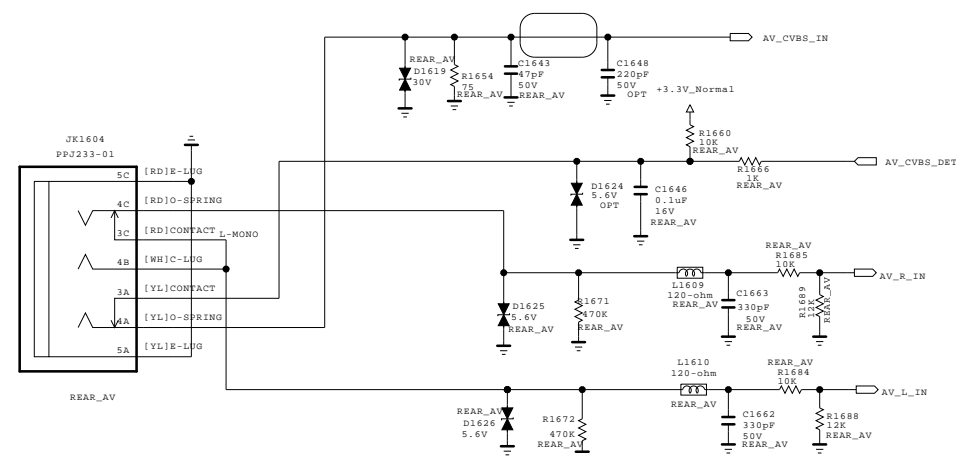 AV_CVBS_IN
REAR_AV
D1619
30V
R1654
75
REAR_AV
C1643
47pF
50V
REAR_AV
C1648
220pF
50V
OPT
+3.3V_Normal
R1660
10K
REAR_AV
R1666
1K
REAR_AV
AV_CVBS_DET
D1624
5.6V
OPT
C1646
0.1uF
16V
REAR_AV
JK1604
PPJ233-01
5C [RD]E-LUG
4C [RD]O-SPRING
3C [RD]CONTACT L-MONO
4B [WH]C-LUG
3A [YL]CONTACT
4A [YL]O-SPRING
5A [YL]E-LUG
REAR_AV
D1625
5.6V
REAR_AV
R1671
470K
L1609
120-ohm
REAR_AV
C1663
330pF
50V
REAR_AV
REAR_AV
R1685
10K
R1689
12K
REAR_AV
AV_R_IN
REAR_AV
D1626
5.6V
R1672
470K
REAR_AV
L1610
120-ohm
REAR_AV
C1662
330pF
50V
REAR_AV
REAR_AV
R1684
10K
R1688
12K
REAR_AV
AV_L_IN